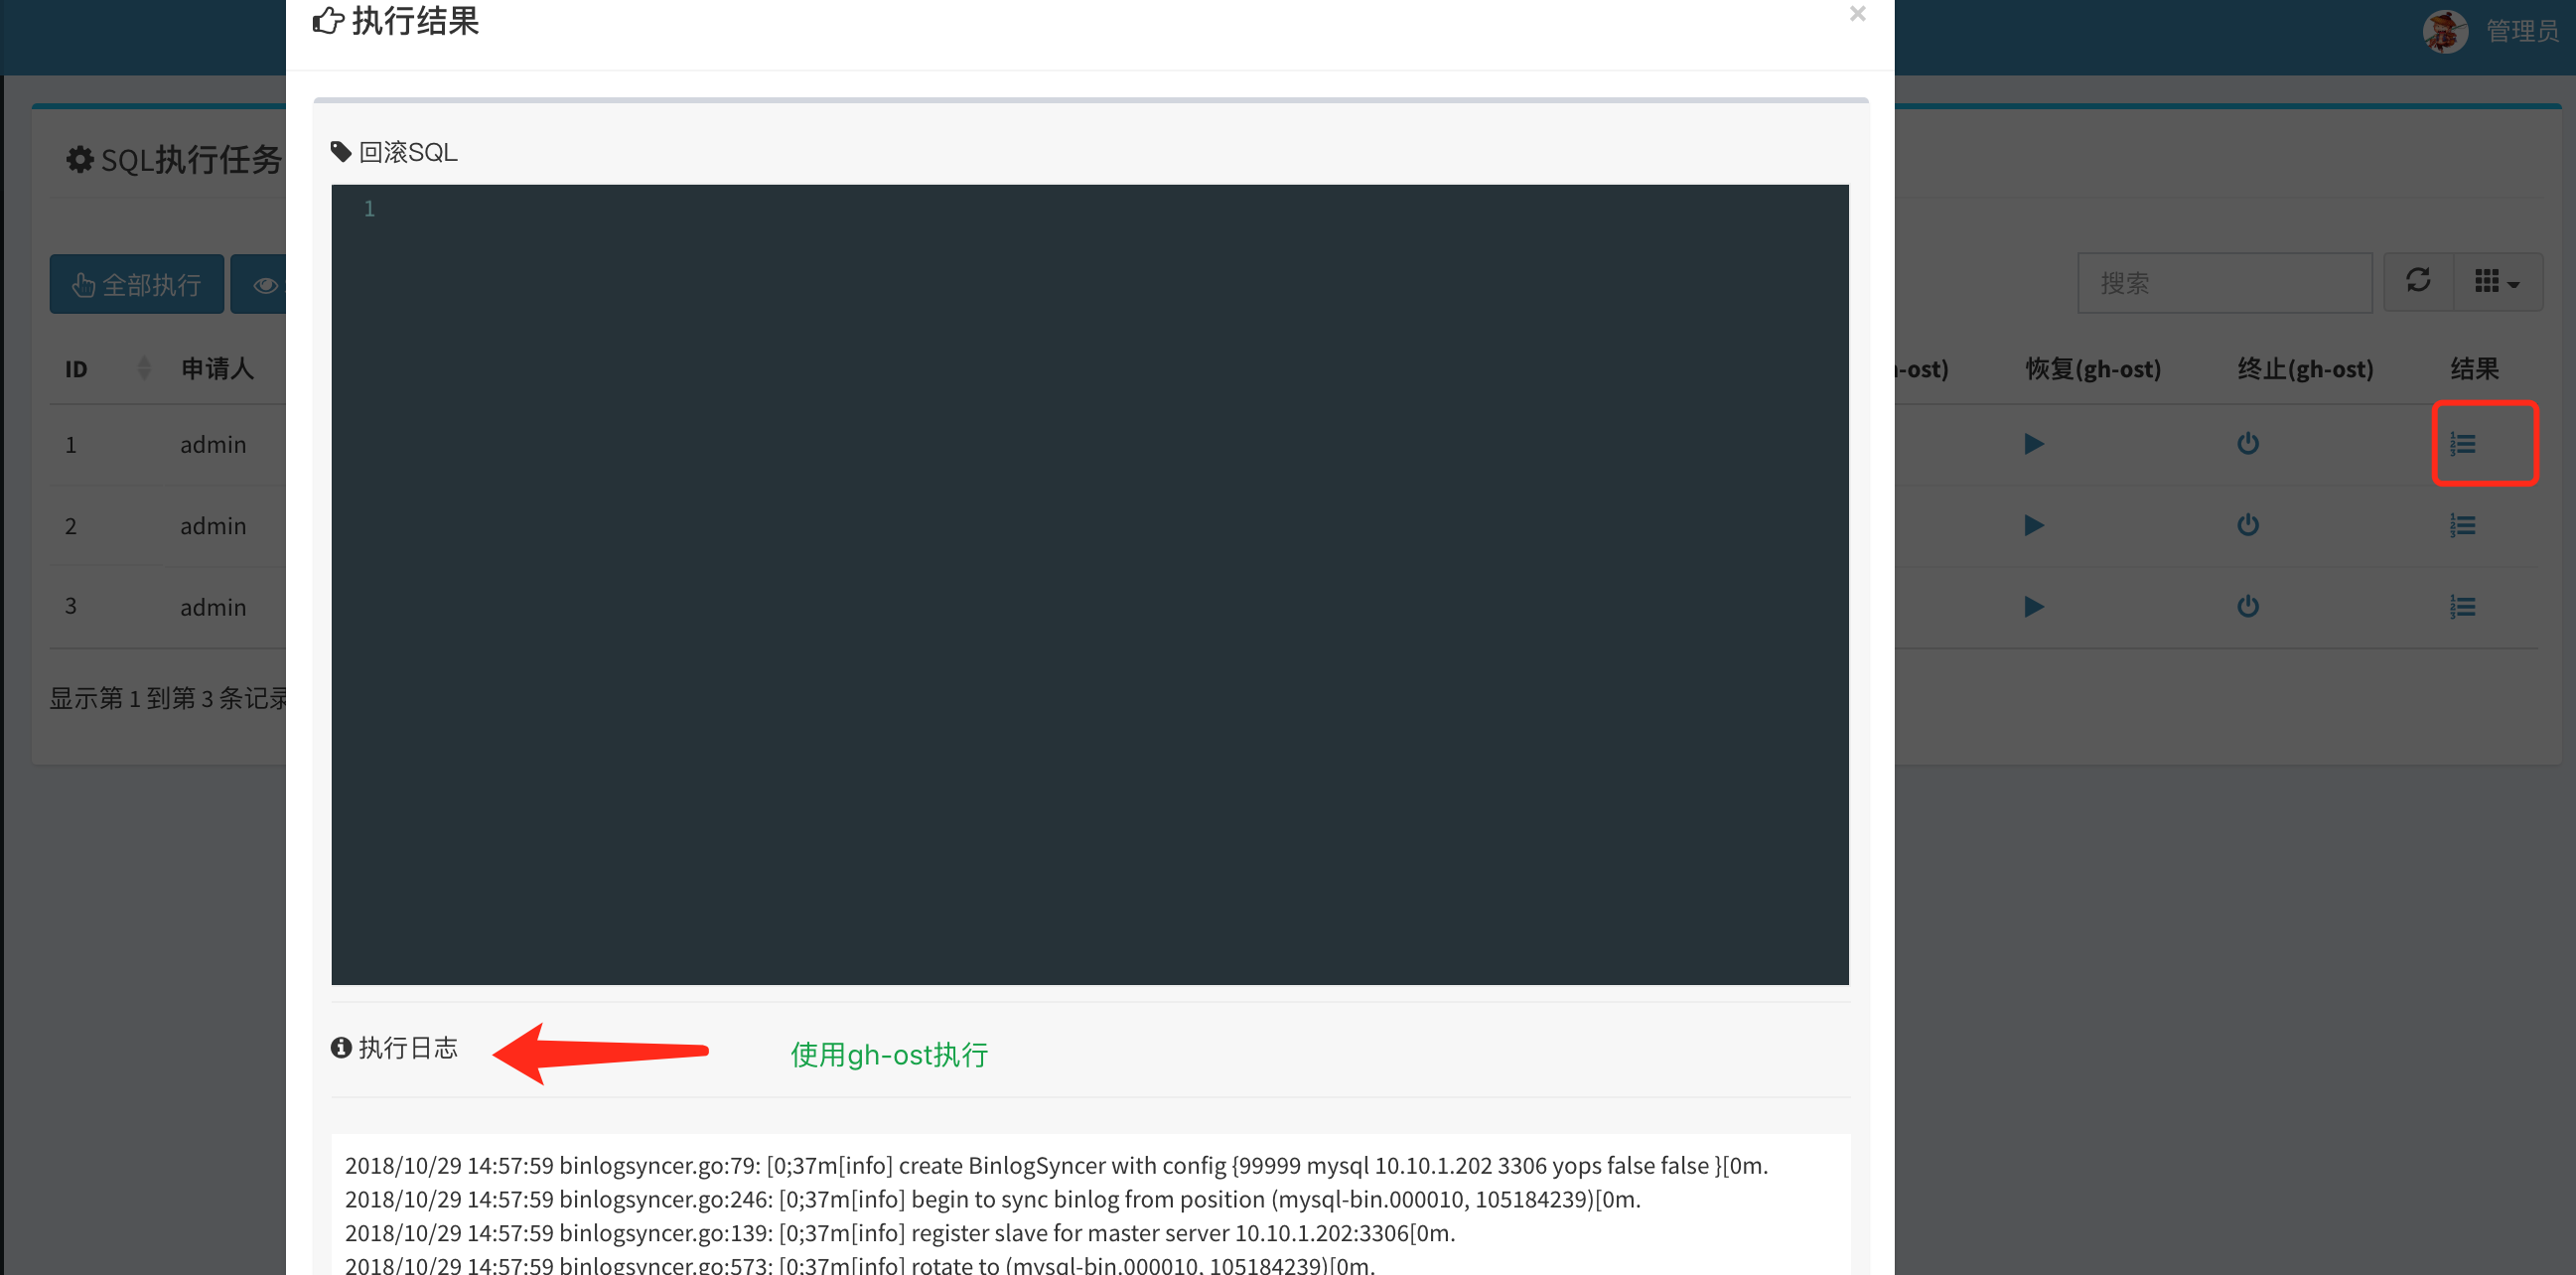 执行结果
×
管理员
SQL执行任务
回滚SQL
1
全部执行
搜索
ID
申请人
-ost)
恢复(gh-ost)
终止(gh-ost)
结果
1
admin
2
admin
3
admin
显示第 1 到第 3 条记录
执行日志
使用gh-ost执行
2018/10/29 14:57:59 binlogsyncer.go:79: [0;37m[info] create BinlogSyncer with config {99999 mysql 10.10.1.202 3306 yops false false }[0m.
2018/10/29 14:57:59 binlogsyncer.go:246: [0;37m[info] begin to sync binlog from position (mysql-bin.000010, 105184239)[0m.
2018/10/29 14:57:59 binlogsyncer.go:139: [0;37m[info] register slave for master server 10.10.1.202:3306[0m.
2018/10/29 14:57:59 binlogsyncer.go:573: [0;37m[info] rotate to (mysql-bin.000010, 105184239)[0m.